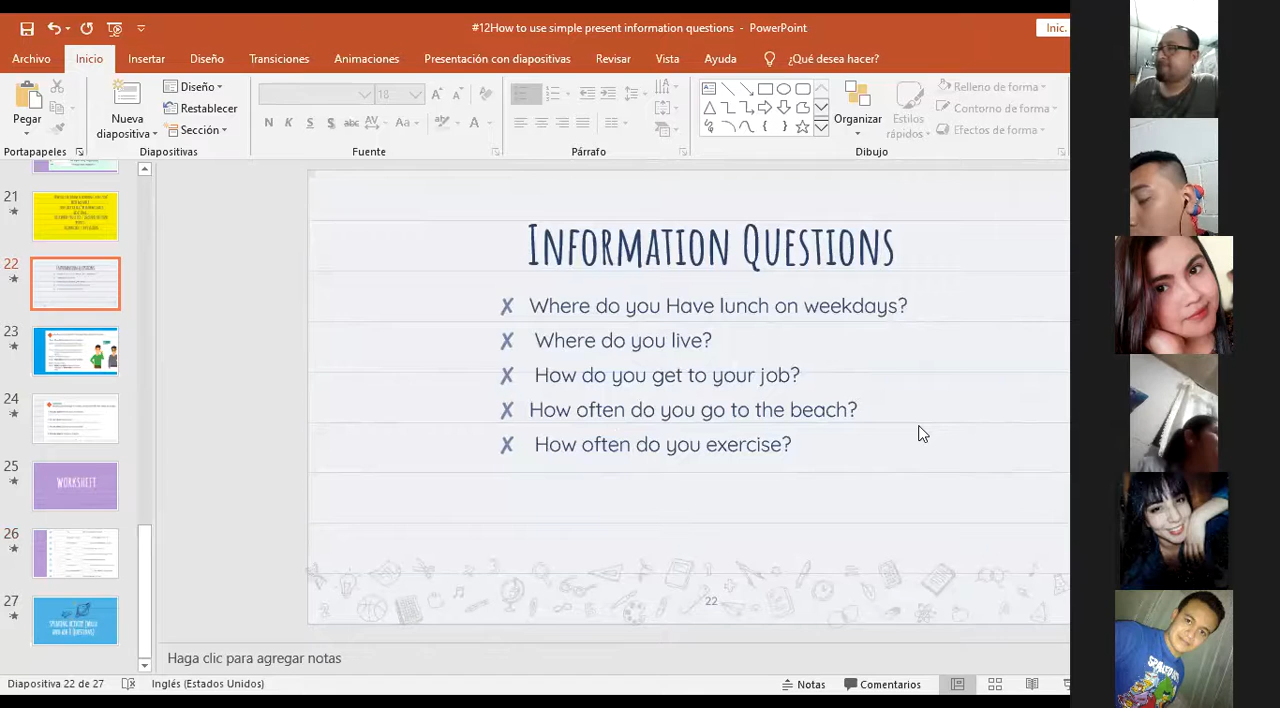 #12How to use simple present information questions - PowerPoint
Inic.
Archivo Inicio Insertar Diseño Transiciones Animaciones Presentación con diapositivas Revisar Vista Ayuda ¿Qué desea hacer?
Pegar
Nueva diapositiva
Diseño
Restablecer
Sección
18
N K S S abc AV Aa A
Organizar
Estilos rápidos
Relleno de forma
Contorno de forma
Efectos de forma
Portapapeles Diapositivas Fuente Párrafo Dibujo
21
22
23
24
25
WORKSHEET
26
27
Information Questions
✗ Where do you Have lunch on weekdays?
✗ Where do you live?
✗ How do you get to your job?
✗ How often do you go to the beach?
✗ How often do you exercise?
22
Haga clic para agregar notas
Diapositiva 22 de 27 Inglés (Estados Unidos) Notas Comentarios